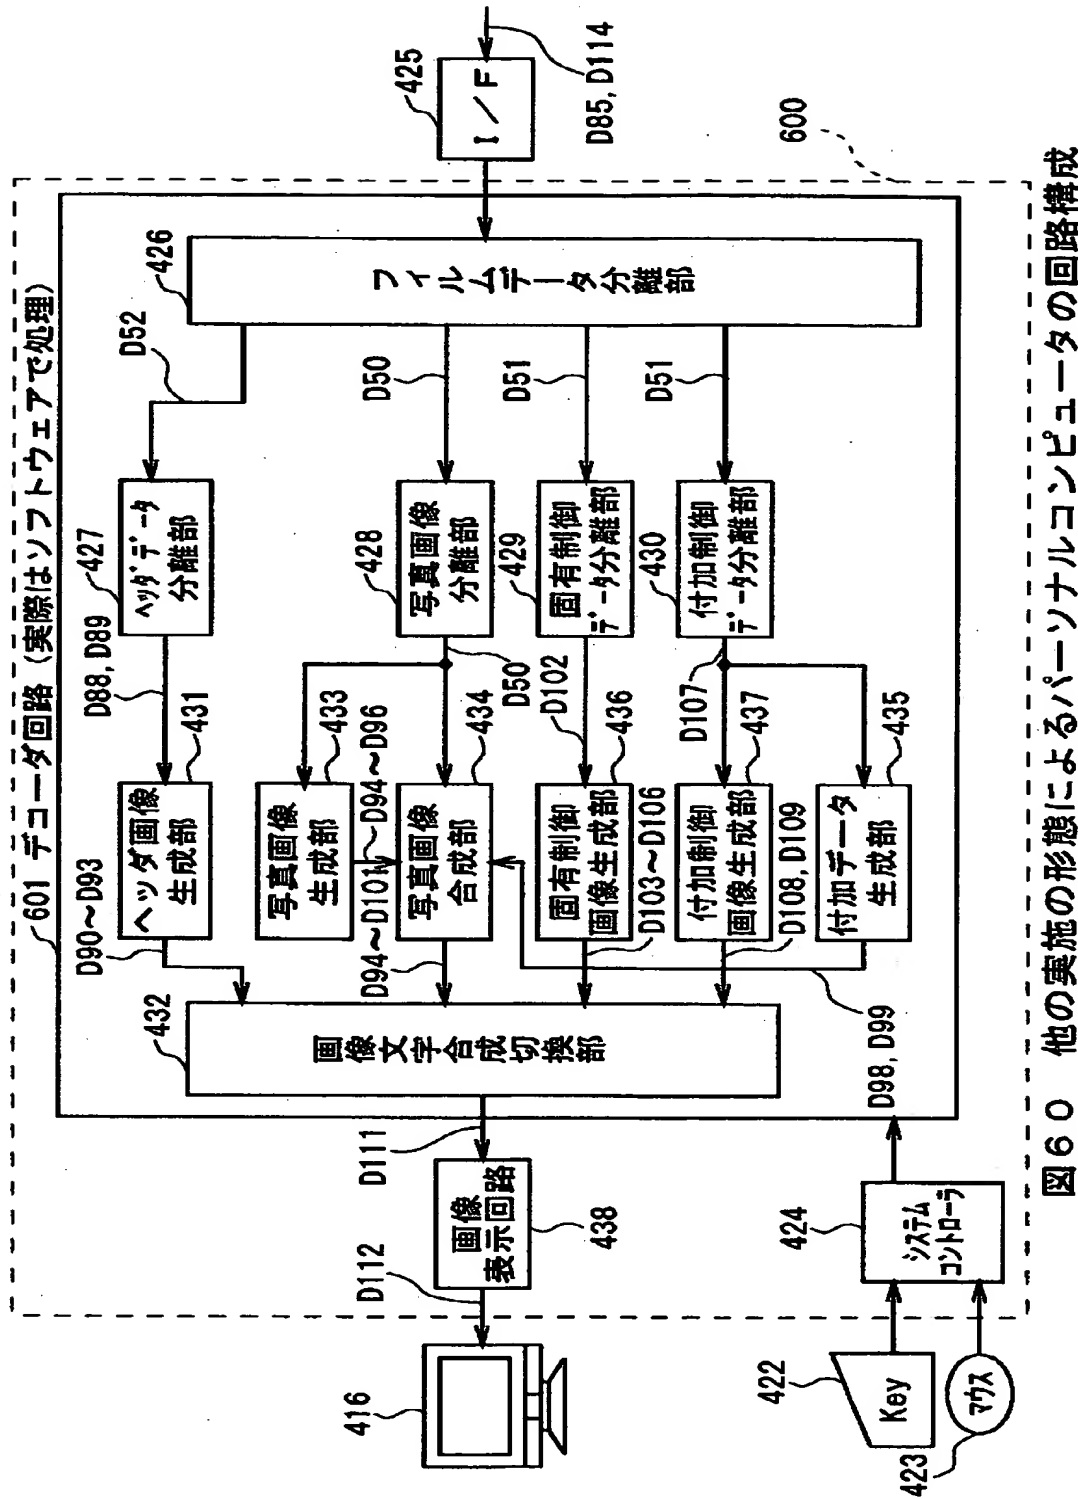 601 デコーダ回路(実際はソフトウェアで処理)
600
416
D112
438
画像
表示回路
D111
432
画像文字合成切換部
D90〜D93
431
ヘッダ画像
生成部
D88, D89
427
ヘッダデータ
分離部
D52
426
フィルムデータ分離部
425
I/F
D85, D114
433
写真画像
生成部
D94〜D101
D94〜D96
434
写真画像
合成部
D50
428
写真画像
分離部
D50
436
固有制御
画像生成部
D103〜D106
D102
429
固有制御
データ分離部
D51
437
付加制御
画像生成部
D108, D109
D107
430
付加制御
データ分離部
D51
435
付加データ
生成部
D98, D99
422
Key
423
マウス
424
システム
コントローラ
図60 他の実施の形態によるパーソナルコンピュータの回路構成